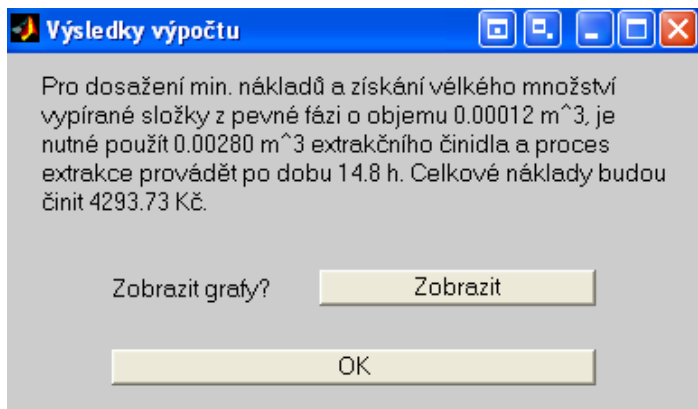 Výsledky výpočtu
Pro dosažení min. nákladů a získání vélkého množství
vypírané složky z pevné fázi o objemu 0.00012 m^3, je
nutné použít 0.00280 m^3 extrakčního činidla a proces
extrakce provádět po dobu 14.8 h. Celkové náklady budou
činit 4293.73 Kč.
Zobrazit grafy? Zobrazit
OK